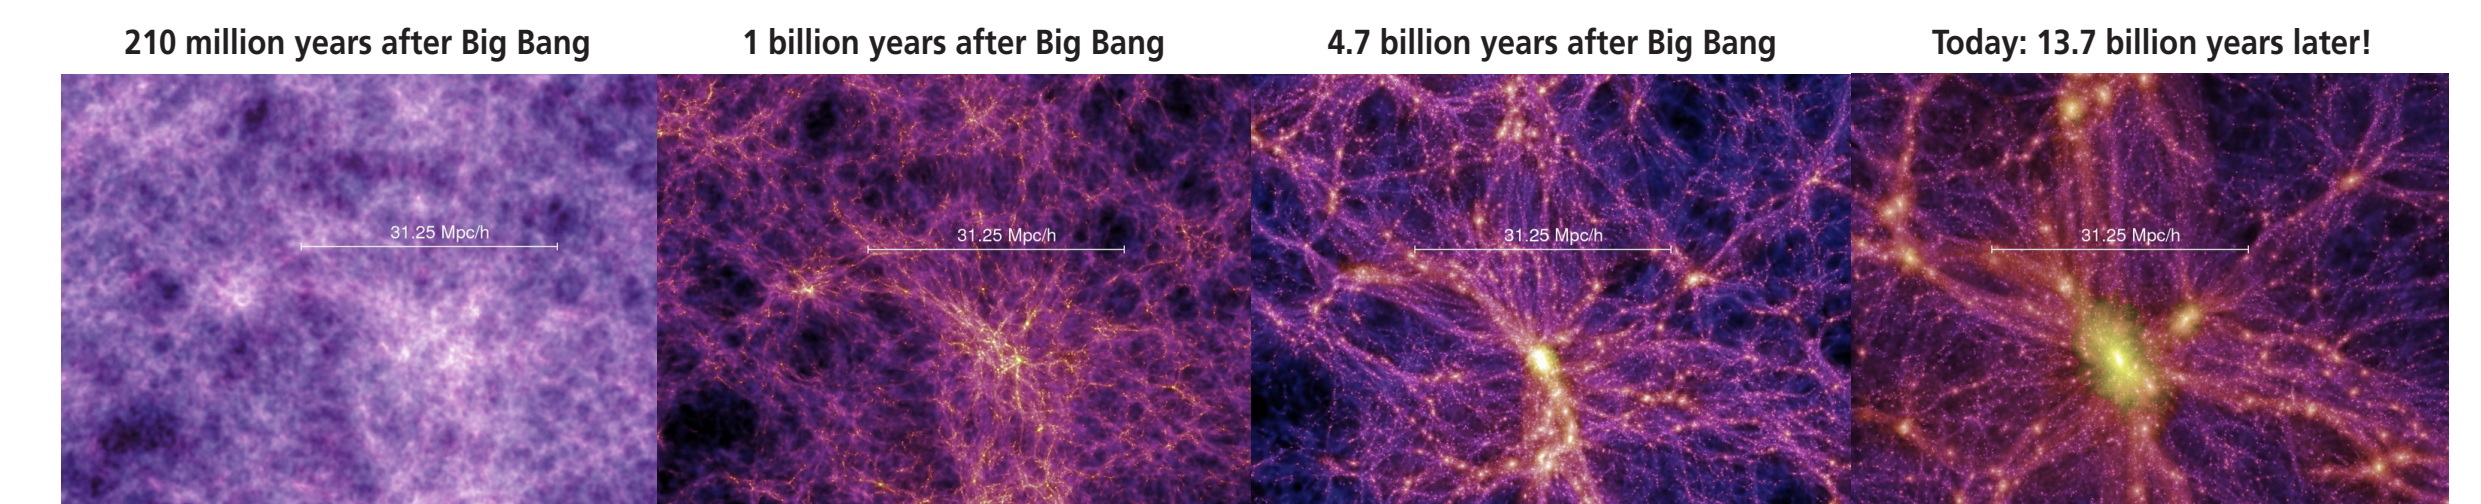 210 million years after Big Bang
1 billion years after Big Bang
4.7 billion years after Big Bang
Today: 13.7 billion years later!
31.25 Mpc/h
31.25 Mpc/h
31.25 Mpc/h
31.25 Mpc/h